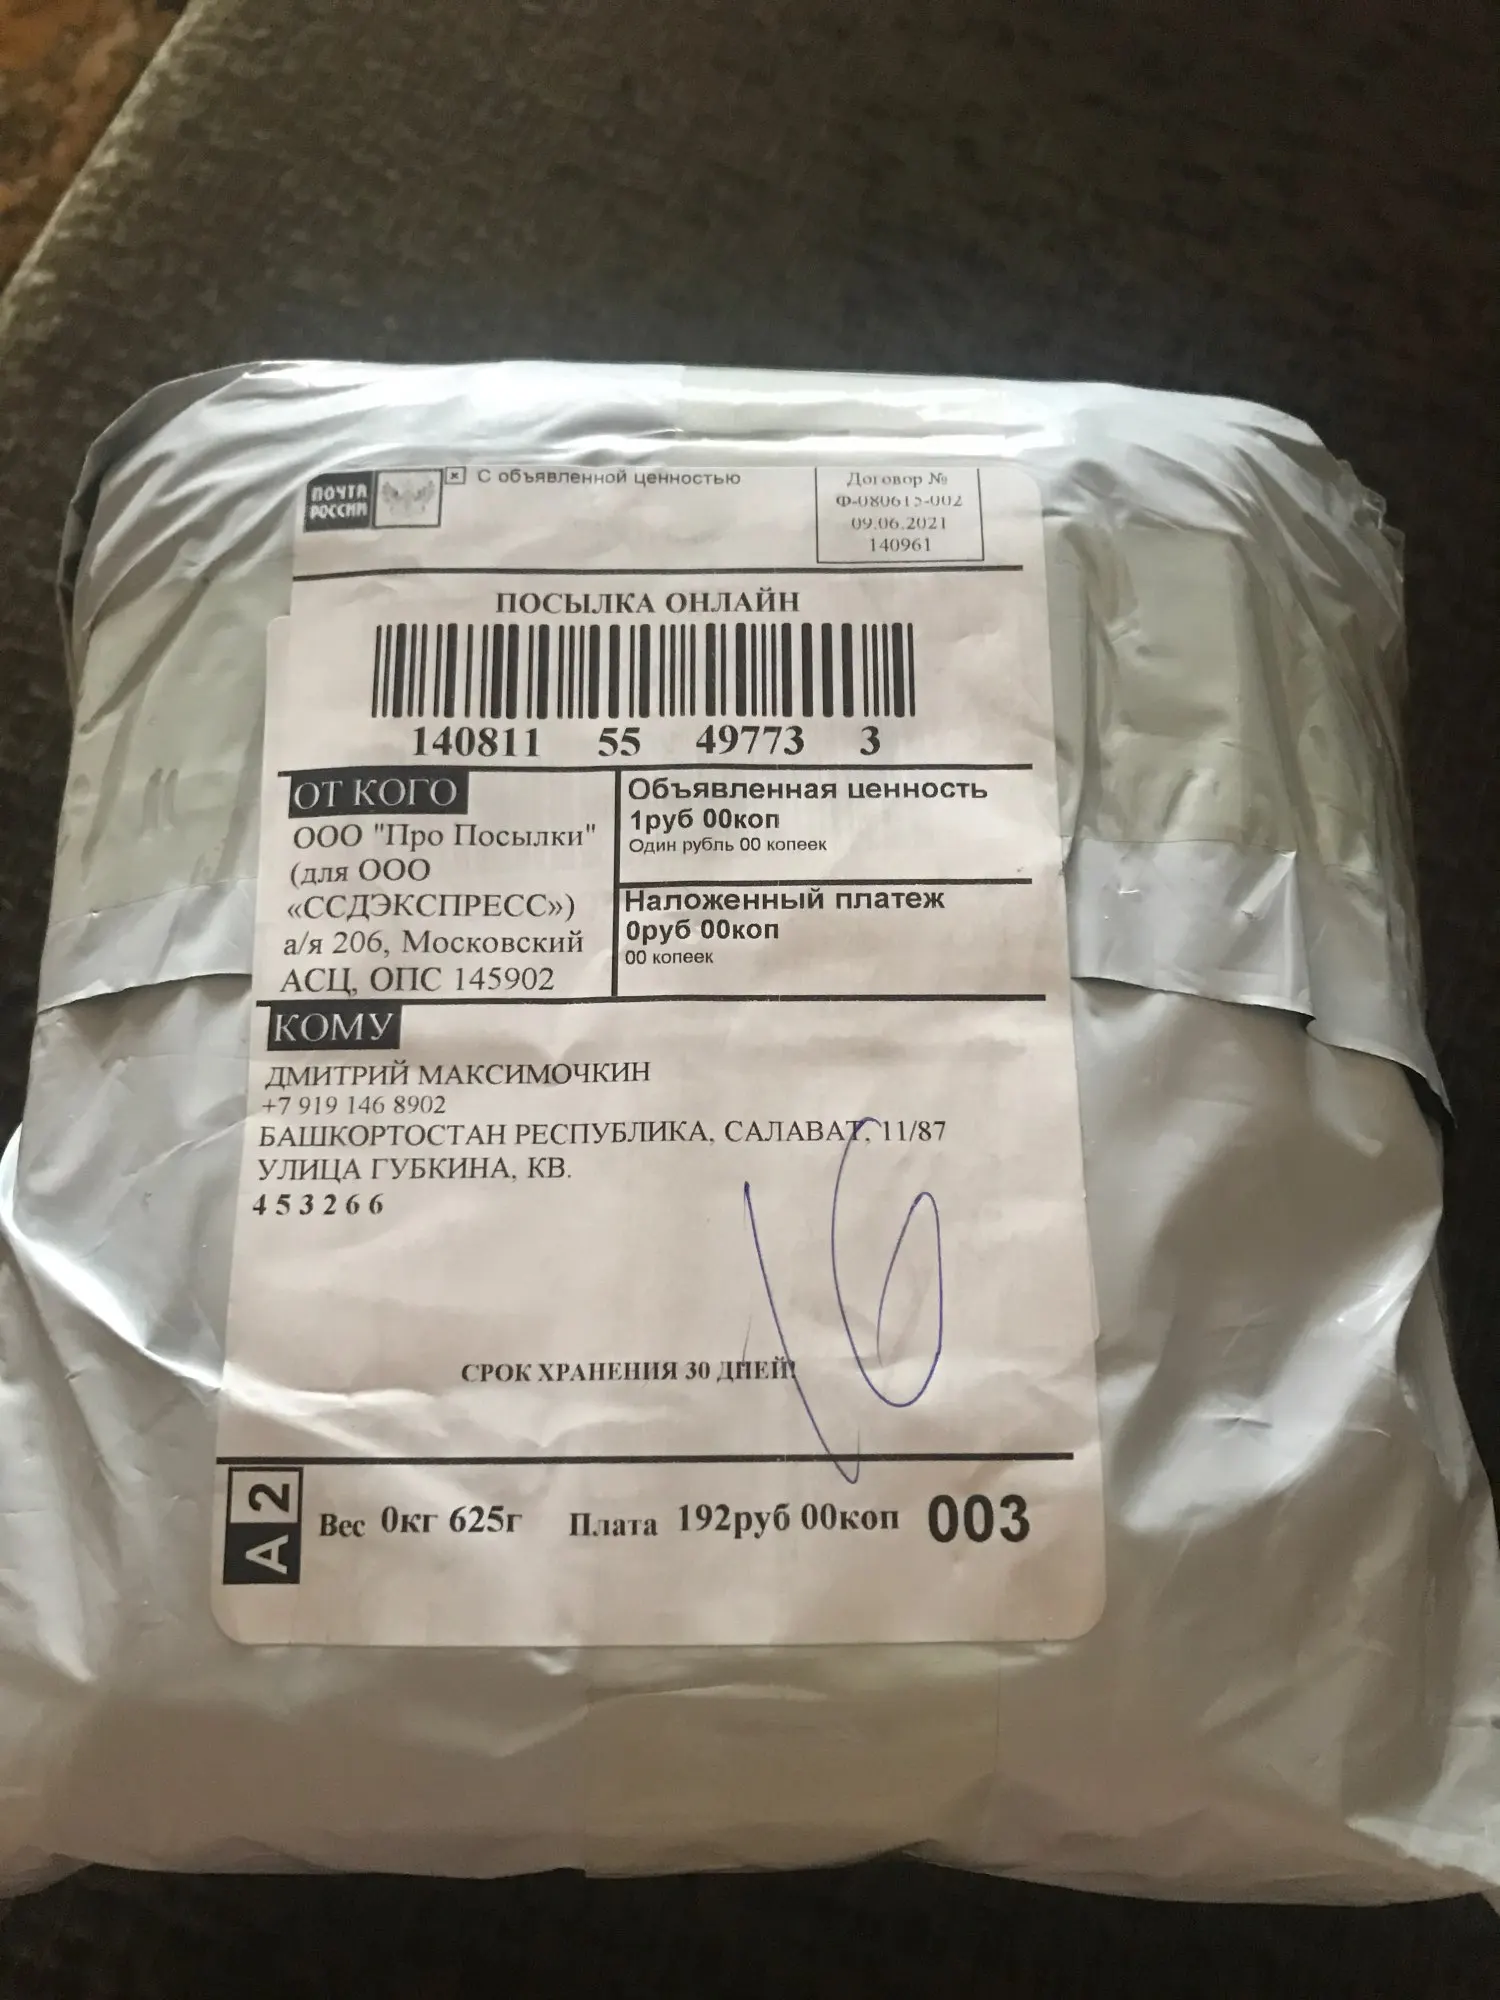 ПОЧТА
РОССИИ
С объявленной ценностью
Договор №
Ф-080615-002
09.06.2021
140961
ПОСЫЛКА ОНЛАЙН
140811 55 49773 3
ОТ КОГО
ООО "Про Посылки"
(для ООО
«ССДЭКСПРЕСС»)
а/я 206, Московский
АСЦ, ОПС 145902
Объявленная ценность
1руб 00коп
Один рубль 00 копеек
Наложенный платеж
0руб 00коп
00 копеек
КОМУ
ДМИТРИЙ МАКСИМОЧКИН
+7 919 146 8902
БАШКОРТОСТАН РЕСПУБЛИКА, САЛАВАТ, 11/87
УЛИЦА ГУБКИНА, КВ.
453266
16
СРОК ХРАНЕНИЯ 30 ДНЕЙ!
A 2
Вес 0кг 625г Плата 192руб 00коп 003